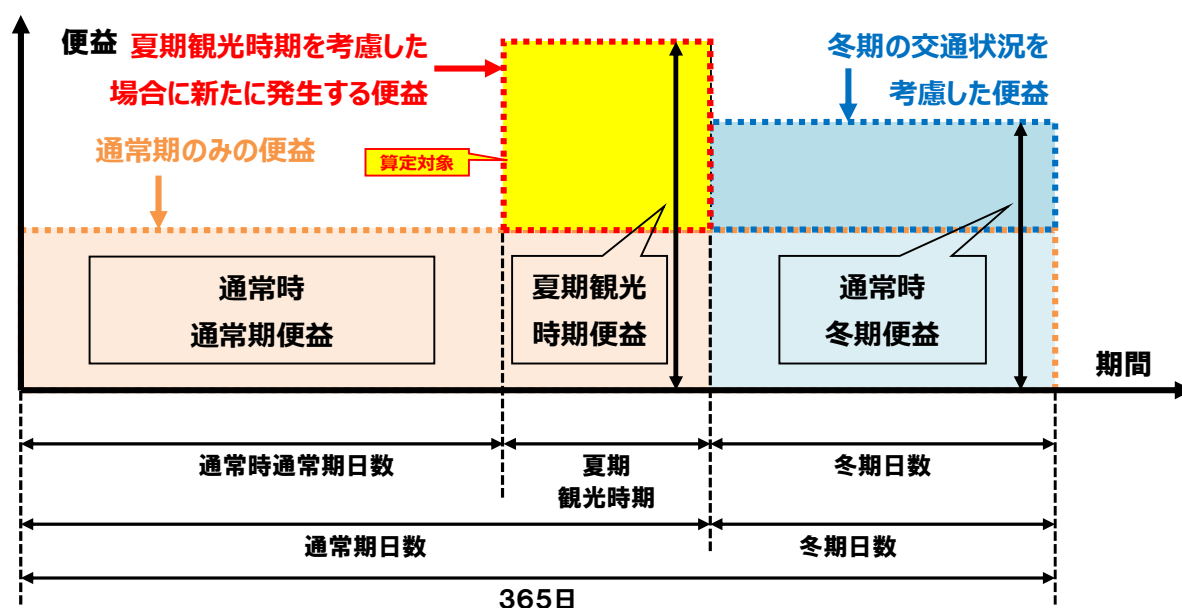 便益
夏期観光時期を考慮した
場合に新たに発生する便益
冬期の交通状況を
考慮した便益
通常期のみの便益
算定対象
通常時
通常期便益
夏期観光
時期便益
通常時
冬期便益
期間
通常時通常期日数
夏期
観光時期
冬期日数
通常期日数
冬期日数
365日